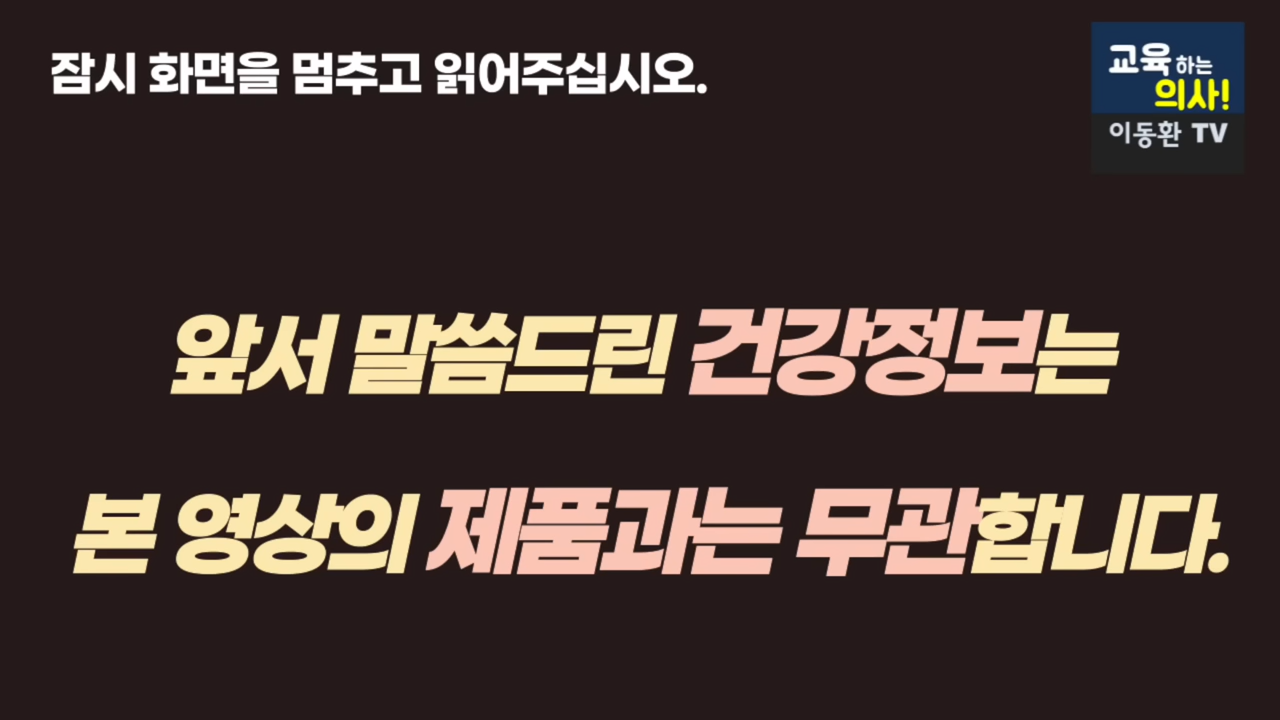 잠시 화면을 멈추고 읽어주십시오.
교육하는
의사!
이동환 TV
앞서 말씀드린 건강정보는
본 영상의 제품과는 무관합니다.